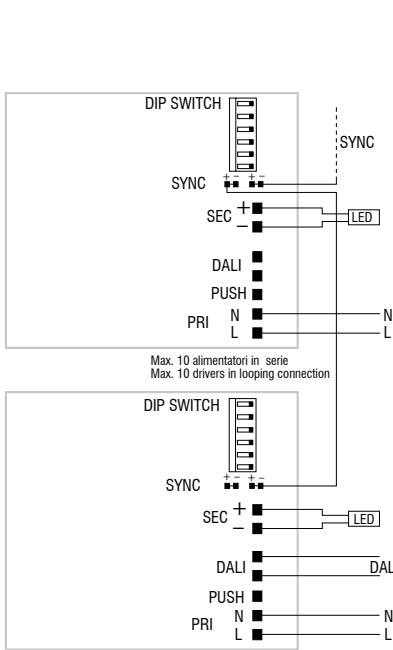 DIP SWITCH
SYNC
+ - + -
SYNC
SEC + LED
-
DALI
PUSH
PRI N N
L L
Max. 10 alimentatori in serie
Max. 10 drivers in looping connection
DIP SWITCH
+ - + -
SYNC
SEC + LED
-
DALI DAL
PUSH
PRI N N
L L